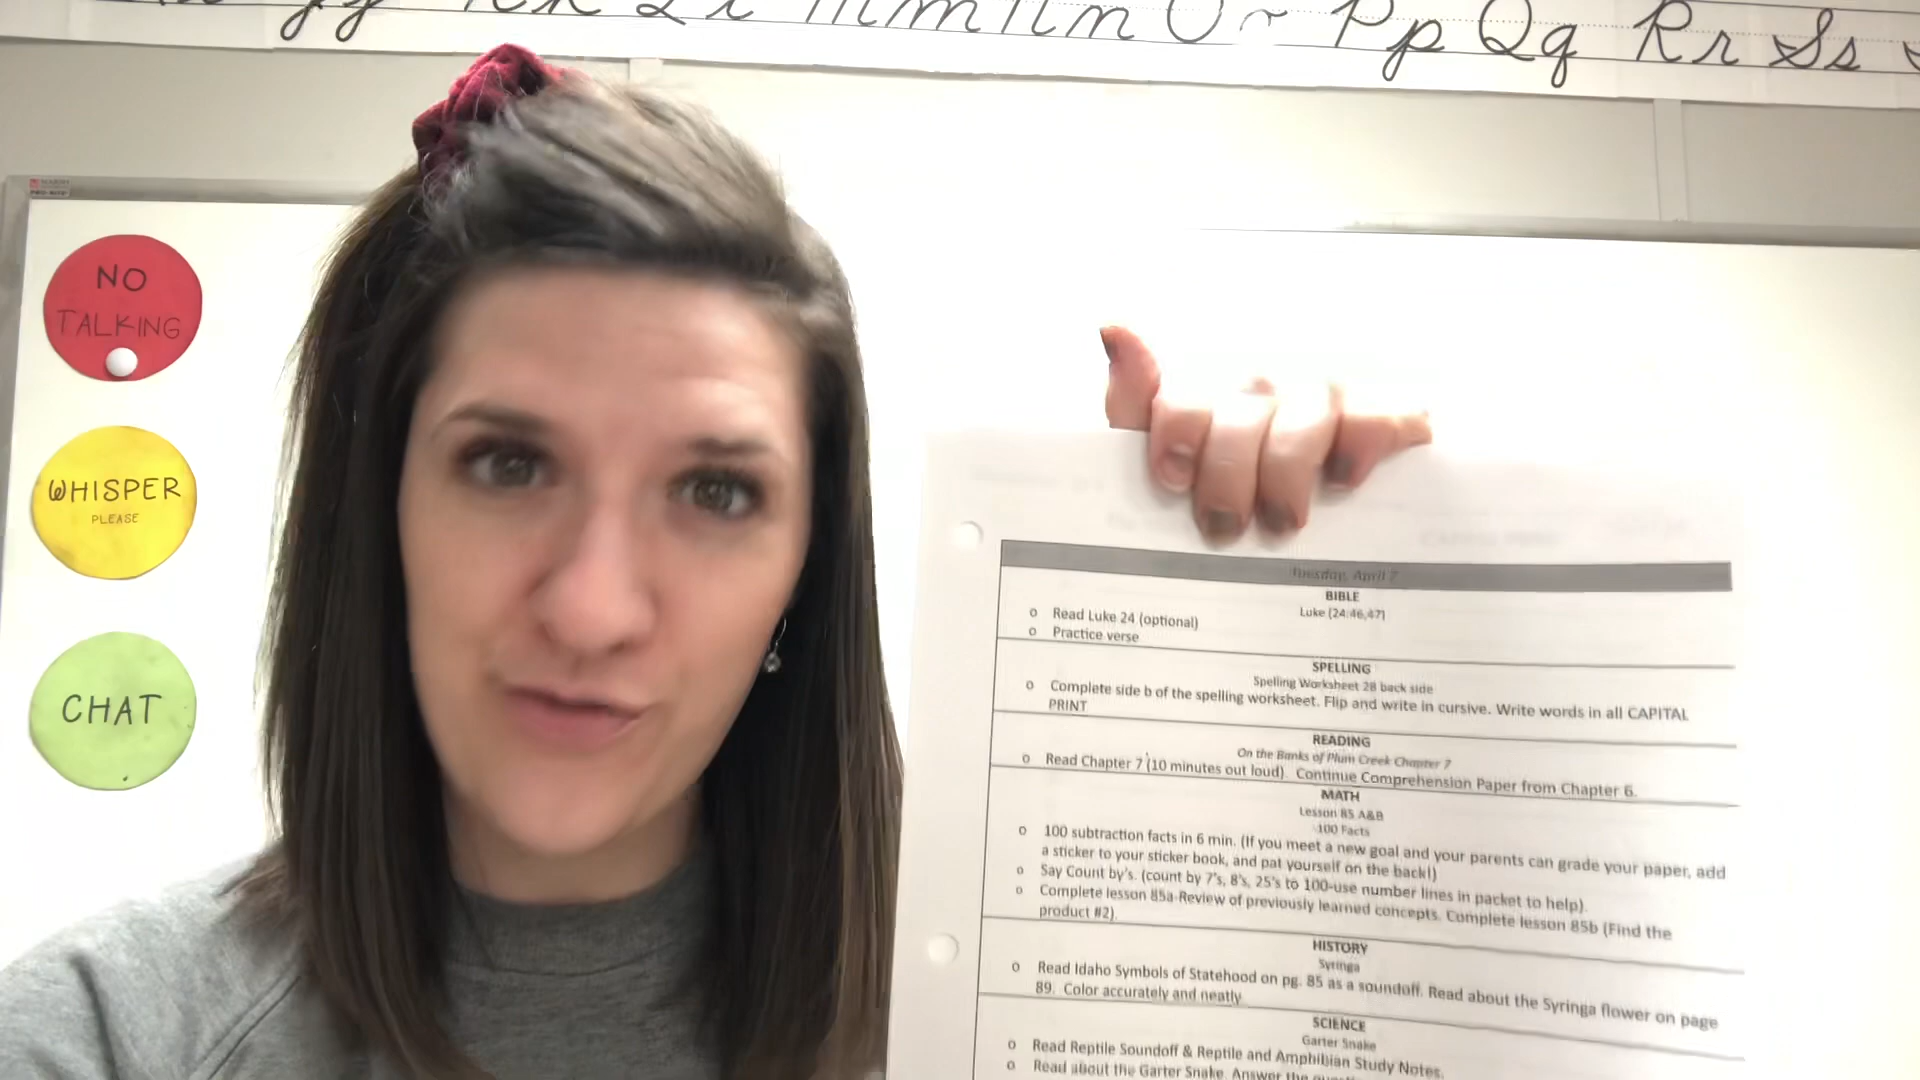 Mm Nn O Pp Qq Rr Ss
NO
TALKING
WHISPER
PLEASE
CHAT
Tuesday, April 7
BIBLE
Luke (24:46,47)
o Read Luke 24 (optional)
o Practice verse
SPELLING
Spelling Worksheet 28 back side
o Complete side b of the spelling worksheet. Flip and write in cursive. Write words in all CAPITAL
PRINT
READING
On the Banks of Plum Creek Chapter 7
o Read Chapter 7 (10 minutes out loud). Continue Comprehension Paper from Chapter 6.
MATH
Lesson 85 A&B
100 Facts
o 100 subtraction facts in 6 min. (If you meet a new goal and your parents can grade your paper, add
a sticker to your sticker book, and pat yourself on the back!)
o Say Count by's. (count by 7's, 8's, 25's to 100-use number lines in packet to help).
o Complete lesson 85a-Review of previously learned concepts. Complete lesson 85b (Find the
product #2).
HISTORY
Syringa
o Read Idaho Symbols of Statehood on pg. 85 as a soundoff. Read about the Syringa flower on page
89. Color accurately and neatly
SCIENCE
Garter Snake
o Read Reptile Soundoff & Reptile and Amphibian Study Notes.
o Read about the Garter Snake. Answer the